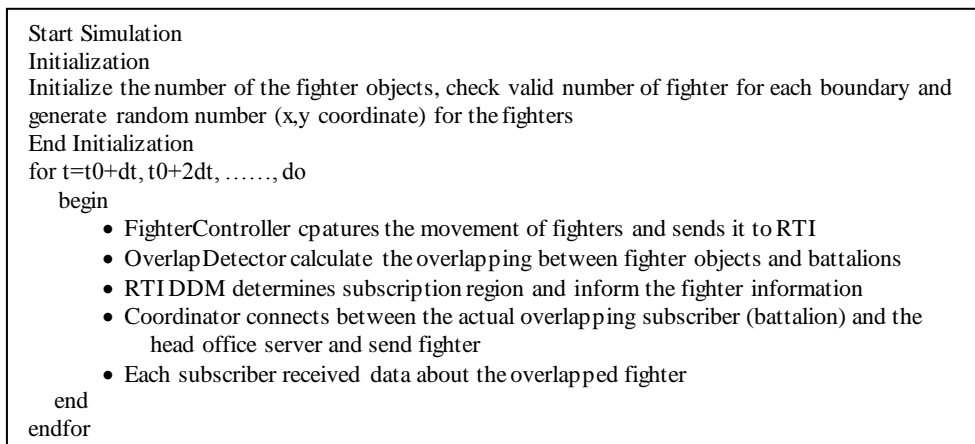 Start Simulation
Initialization
Initialize the number of the fighter objects, check valid number of fighter for each boundary and
generate random number (x,y coordinate) for the fighters
End Initialization
for t=t0+dt, t0+2dt, ……, do
begin
• FighterController cpatures the movement of fighters and sends it to RTI
• OverlapDetector calculate the overlapping between fighter objects and battalions
• RTI DDM determines subscription region and inform the fighter information
• Coordinator connects between the actual overlapping subscriber (battalion) and the
head office server and send fighter
• Each subscriber received data about the overlapped fighter
end
endfor